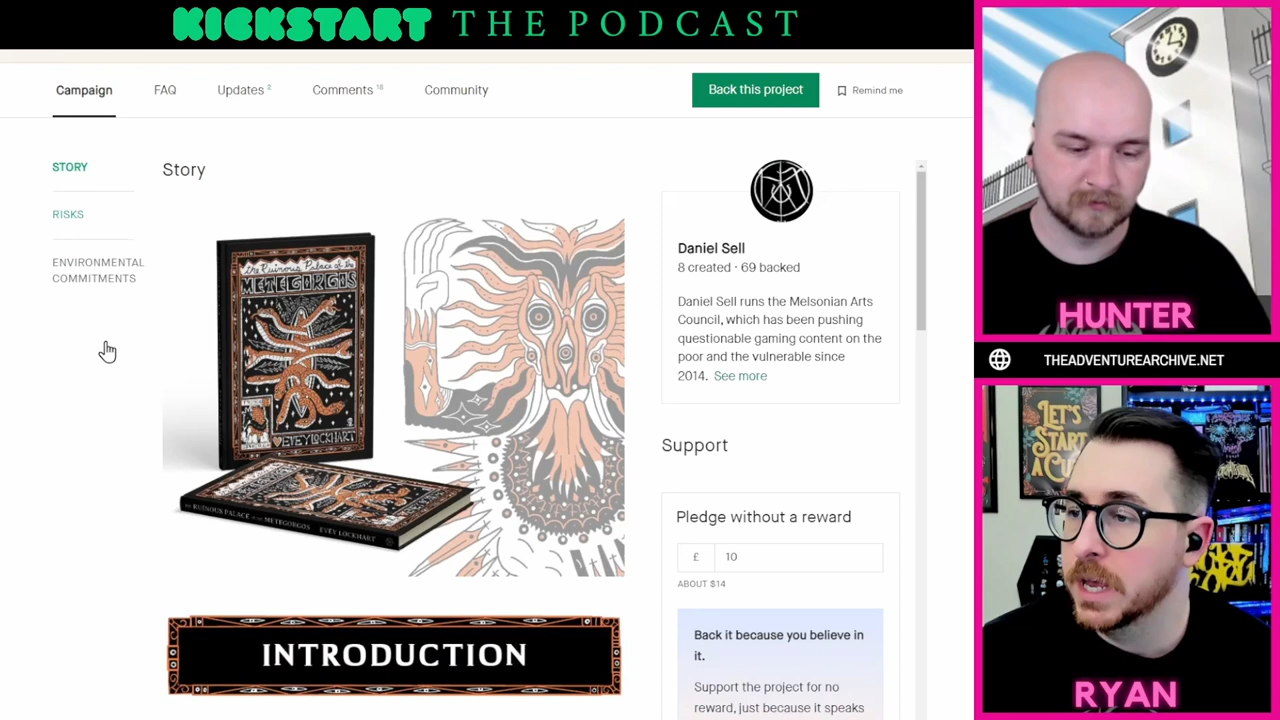 KICKSTART THE PODCAST
Campaign
FAQ
Updates 2
Comments 18
Community
Back this project
Remind me
STORY
RISKS
ENVIRONMENTAL
COMMITMENTS
Story
the Ruinous Palace of the
METEGORGOS
EVEY LOCKHART
THE RUINOUS PALACE of the METEGORGOS EVEY LOCKHART
INTRODUCTION
Daniel Sell
8 created · 69 backed
Daniel Sell runs the Melsonian Arts
Council, which has been pushing
questionable gaming content on the
poor and the vulnerable since
2014. See more
Support
Pledge without a reward
£ 10
ABOUT $14
Back it because you believe in
it.
Support the project for no
reward, just because it speaks
HUNTER
THEADVENTUREARCHIVE.NET
LET'S
START
A CU
RYAN